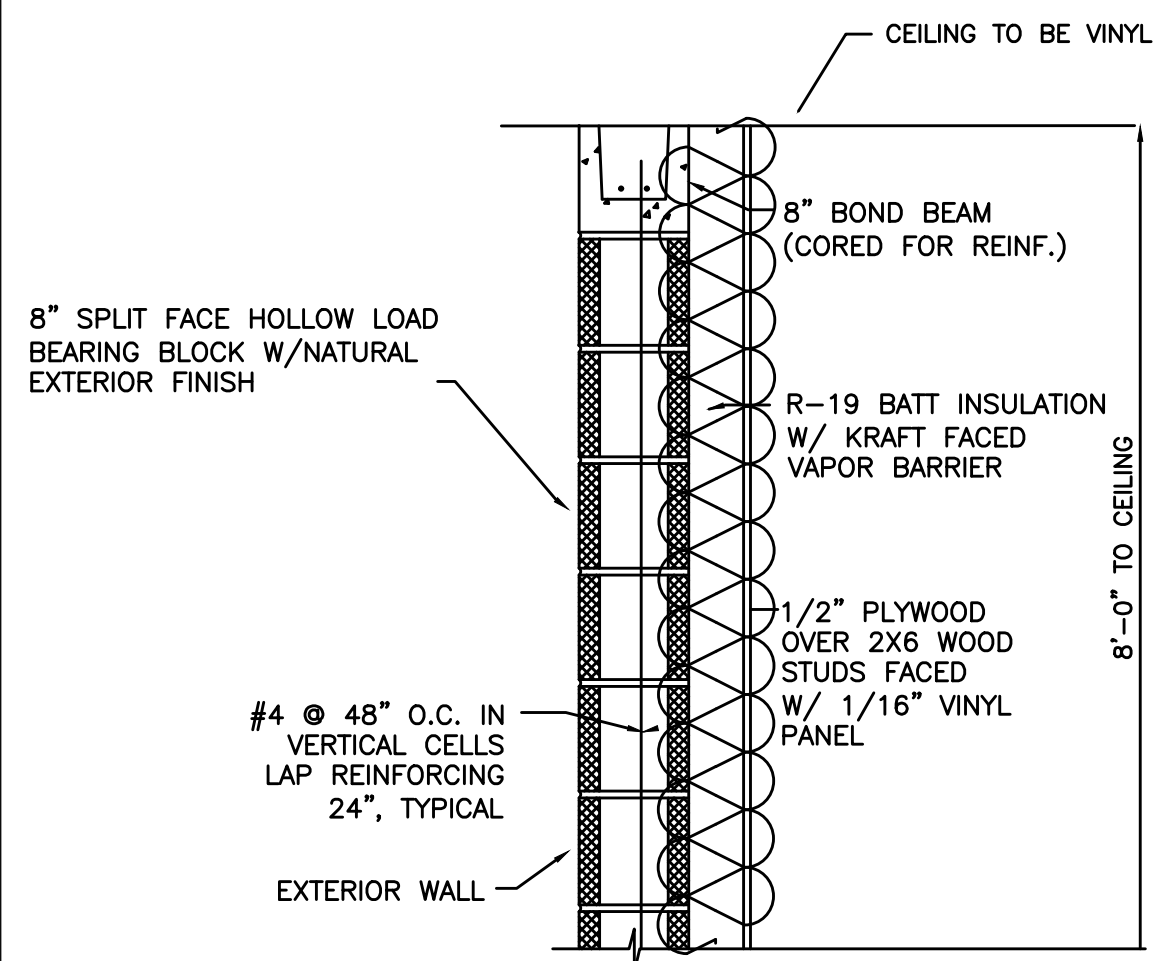 CEILING TO BE VINYL
8" BOND BEAM
(CORED FOR REINF.)
8" SPLIT FACE HOLLOW LOAD
BEARING BLOCK W/NATURAL
EXTERIOR FINISH
R-19 BATT INSULATION
W/ KRAFT FACED
VAPOR BARRIER
8'-0" TO CEILING
1/2" PLYWOOD
OVER 2X6 WOOD
STUDS FACED
W/ 1/16" VINYL
PANEL
#4 @ 48" O.C. IN
VERTICAL CELLS
LAP REINFORCING
24", TYPICAL
EXTERIOR WALL